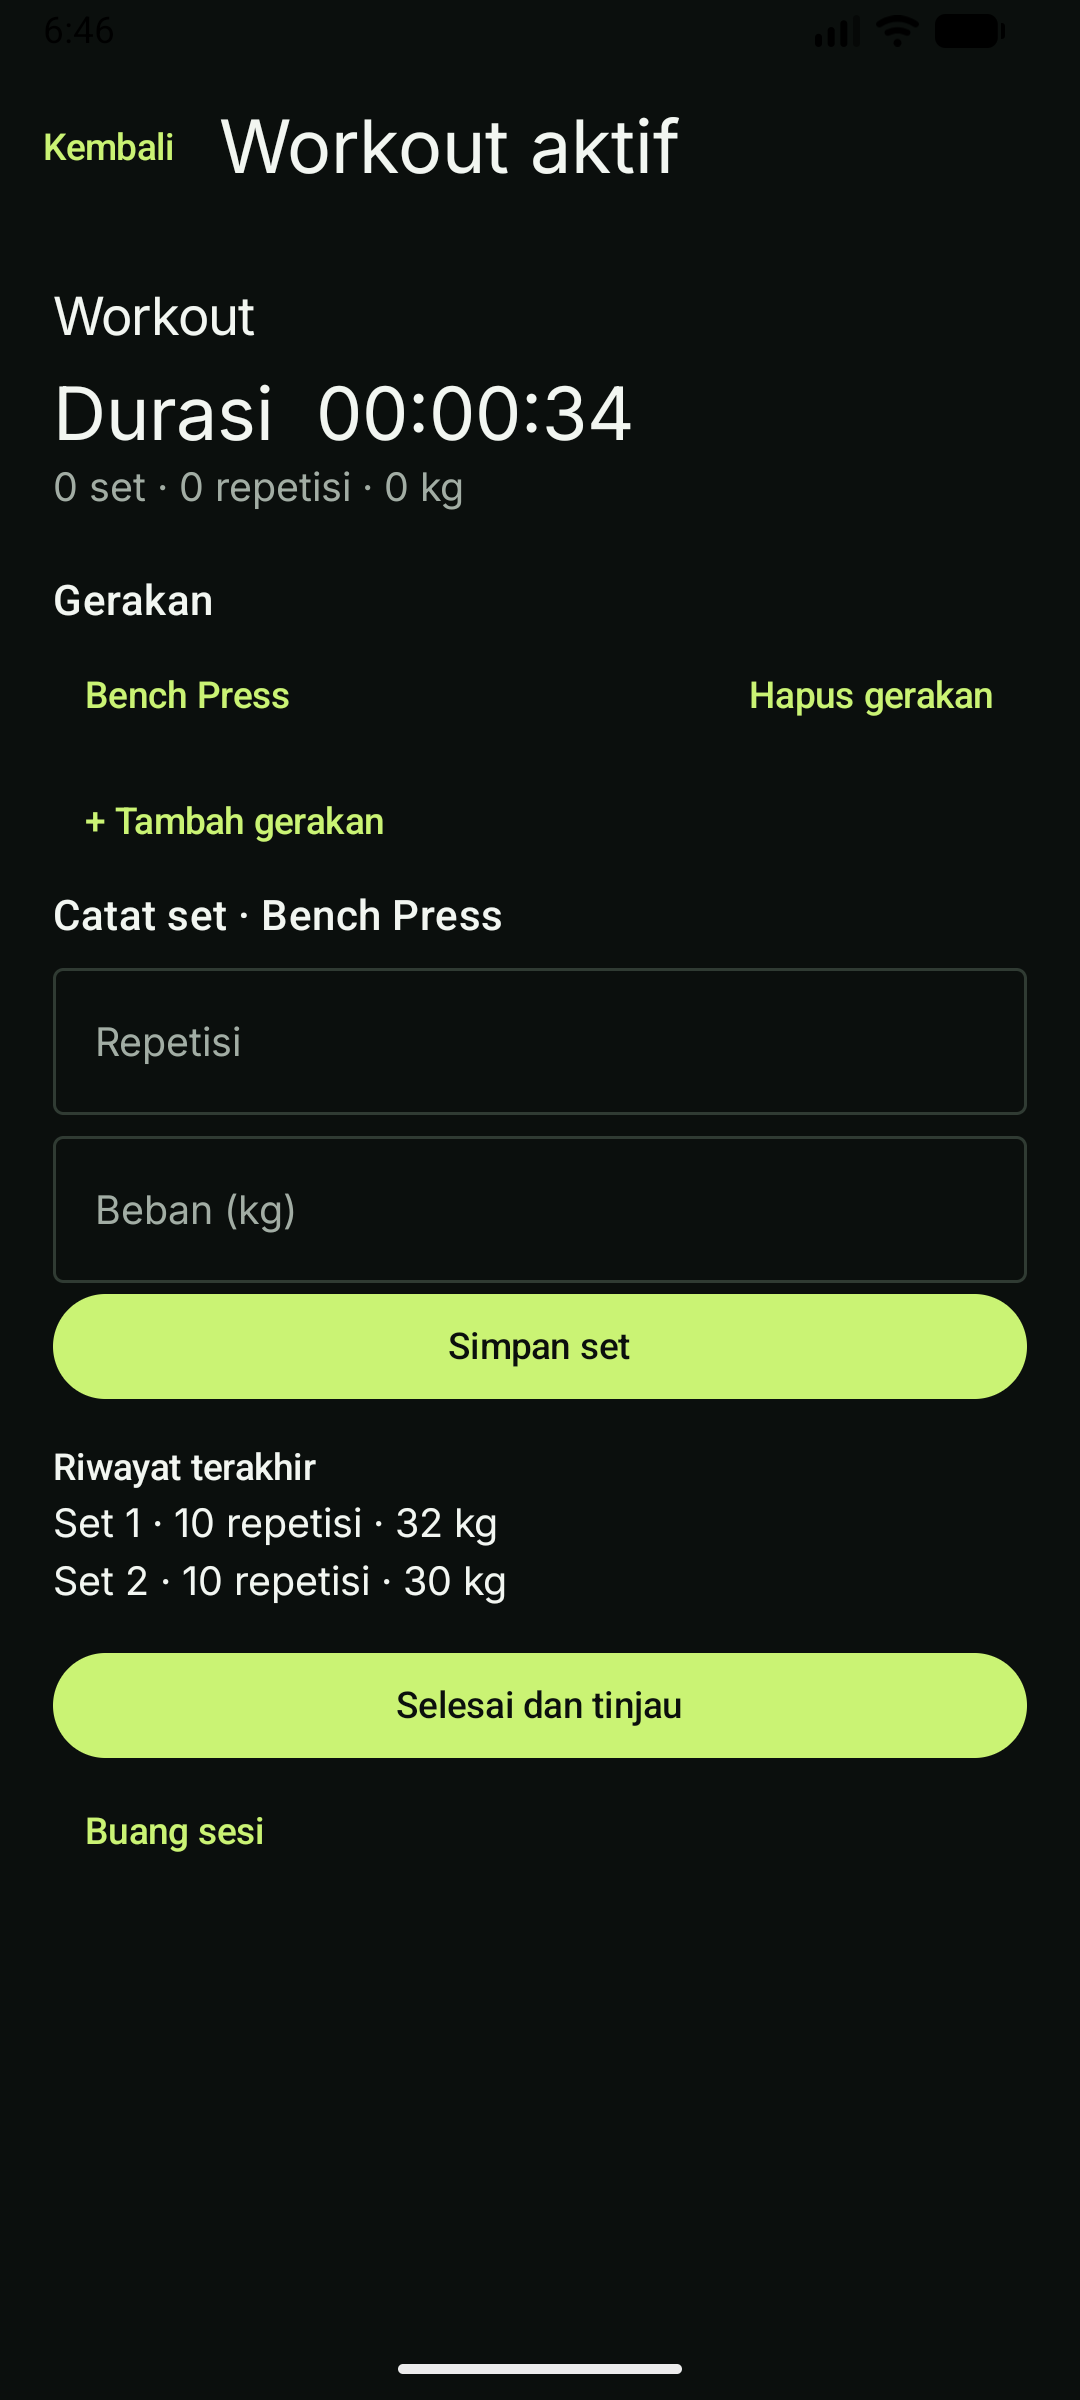 6:46
Kembali Workout aktif
Workout
Durasi 00:00:34
0 set · 0 repetisi · 0 kg
Gerakan
Bench Press Hapus gerakan
+ Tambah gerakan
Catat set · Bench Press
Repetisi
Beban (kg)
Simpan set
Riwayat terakhir
Set 1 · 10 repetisi · 32 kg
Set 2 · 10 repetisi · 30 kg
Selesai dan tinjau
Buang sesi